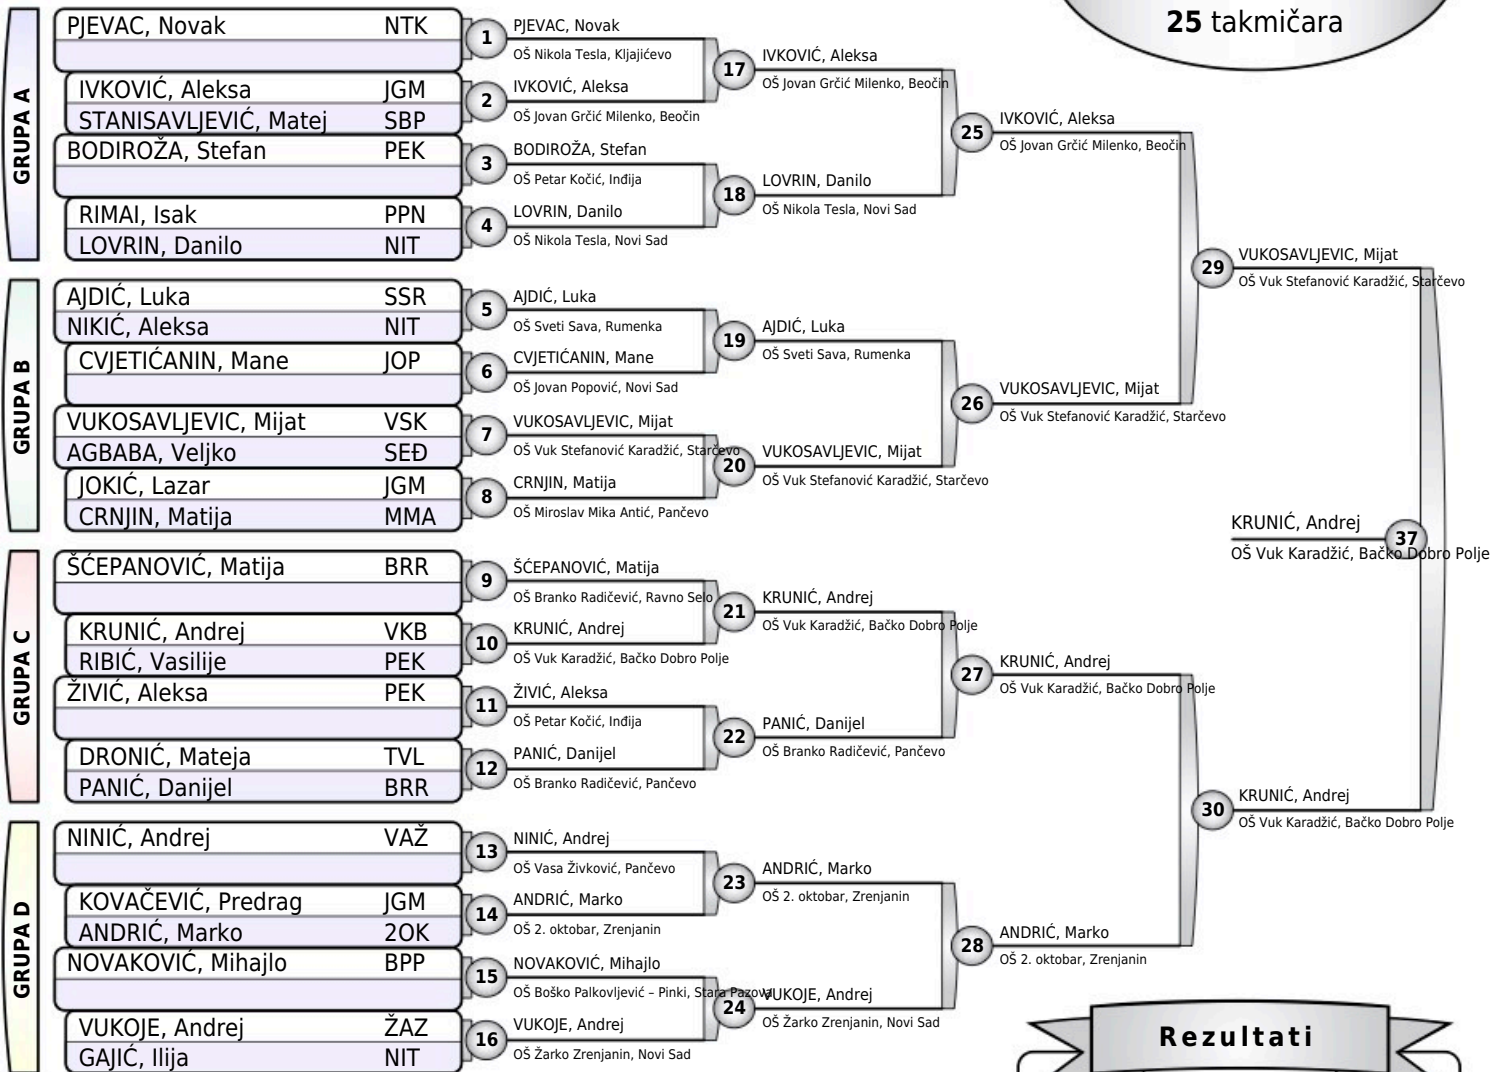 25 takmičara
GRUPA A
PJEVAC, Novak NTK
IVKOVIĆ, Aleksa JGM
STANISAVLJEVIĆ, Matej SBP
BODIROŽA, Stefan PEK
RIMAI, Isak PPN
LOVRIN, Danilo NIT
GRUPA B
AJDIĆ, Luka SSR
NIKIĆ, Aleksa NIT
CVJETIĆANIN, Mane JOP
VUKOSAVLJEVIC, Mijat VSK
AGBABA, Veljko SEĐ
JOKIĆ, Lazar JGM
CRNJIN, Matija MMA
GRUPA C
ŠĆEPANOVIĆ, Matija BRR
KRUNIĆ, Andrej VKB
RIBIĆ, Vasilije PEK
ŽIVIĆ, Aleksa PEK
DRONIĆ, Mateja TVL
PANIĆ, Danijel BRR
GRUPA D
NINIĆ, Andrej VAŽ
KOVAČEVIĆ, Predrag JGM
ANDRIĆ, Marko 2OK
NOVAKOVIĆ, Mihajlo BPP
VUKOJE, Andrej ŽAZ
GAJIĆ, Ilija NIT
1 PJEVAC, Novak
OŠ Nikola Tesla, Kljajićevo
2 IVKOVIĆ, Aleksa
OŠ Jovan Grčić Milenko, Beočin
3 BODIROŽA, Stefan
OŠ Petar Kočić, Inđija
4 LOVRIN, Danilo
OŠ Nikola Tesla, Novi Sad
5 AJDIĆ, Luka
OŠ Sveti Sava, Rumenka
6 CVJETIĆANIN, Mane
OŠ Jovan Popović, Novi Sad
7 VUKOSAVLJEVIC, Mijat
OŠ Vuk Stefanović Karadžić, Starčevo
8 CRNJIN, Matija
OŠ Miroslav Mika Antić, Pančevo
9 ŠĆEPANOVIĆ, Matija
OŠ Branko Radičević, Ravno Selo
10 KRUNIĆ, Andrej
OŠ Vuk Karadžić, Bačko Dobro Polje
11 ŽIVIĆ, Aleksa
OŠ Petar Kočić, Inđija
12 PANIĆ, Danijel
OŠ Branko Radičević, Pančevo
13 NINIĆ, Andrej
OŠ Vasa Živković, Pančevo
14 ANDRIĆ, Marko
OŠ 2. oktobar, Zrenjanin
15 NOVAKOVIĆ, Mihajlo
OŠ Boško Palkovljević – Pinki, Stara Pazova
16 VUKOJE, Andrej
OŠ Žarko Zrenjanin, Novi Sad
17 IVKOVIĆ, Aleksa
OŠ Jovan Grčić Milenko, Beočin
18 LOVRIN, Danilo
OŠ Nikola Tesla, Novi Sad
19 AJDIĆ, Luka
OŠ Sveti Sava, Rumenka
20 VUKOSAVLJEVIC, Mijat
OŠ Vuk Stefanović Karadžić, Starčevo
21 KRUNIĆ, Andrej
OŠ Vuk Karadžić, Bačko Dobro Polje
22 PANIĆ, Danijel
OŠ Branko Radičević, Pančevo
23 ANDRIĆ, Marko
OŠ 2. oktobar, Zrenjanin
24 VUKOJE, Andrej
OŠ Žarko Zrenjanin, Novi Sad
25 IVKOVIĆ, Aleksa
OŠ Jovan Grčić Milenko, Beočin
26 VUKOSAVLJEVIC, Mijat
OŠ Vuk Stefanović Karadžić, Starčevo
27 KRUNIĆ, Andrej
OŠ Vuk Karadžić, Bačko Dobro Polje
28 ANDRIĆ, Marko
OŠ 2. oktobar, Zrenjanin
29 VUKOSAVLJEVIC, Mijat
OŠ Vuk Stefanović Karadžić, Starčevo
30 KRUNIĆ, Andrej
OŠ Vuk Karadžić, Bačko Dobro Polje
KRUNIĆ, Andrej 37
OŠ Vuk Karadžić, Bačko Dobro Polje
Rezultati